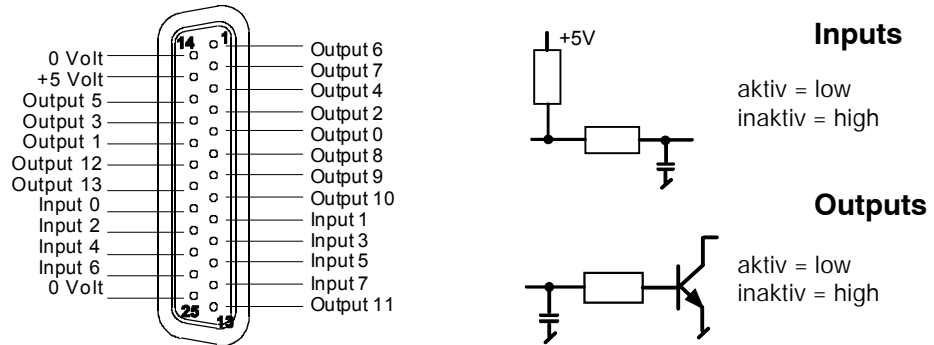 14
1
0 Volt
+5 Volt
Output 5
Output 3
Output 1
Output 12
Output 13
Input 0
Input 2
Input 4
Input 6
0 Volt
25
13
Output 6
Output 7
Output 4
Output 2
Output 0
Output 8
Output 9
Output 10
Input 1
Input 3
Input 5
Input 7
Output 11
+5V
Inputs
aktiv = low
inaktiv = high
Outputs
aktiv = low
inaktiv = high